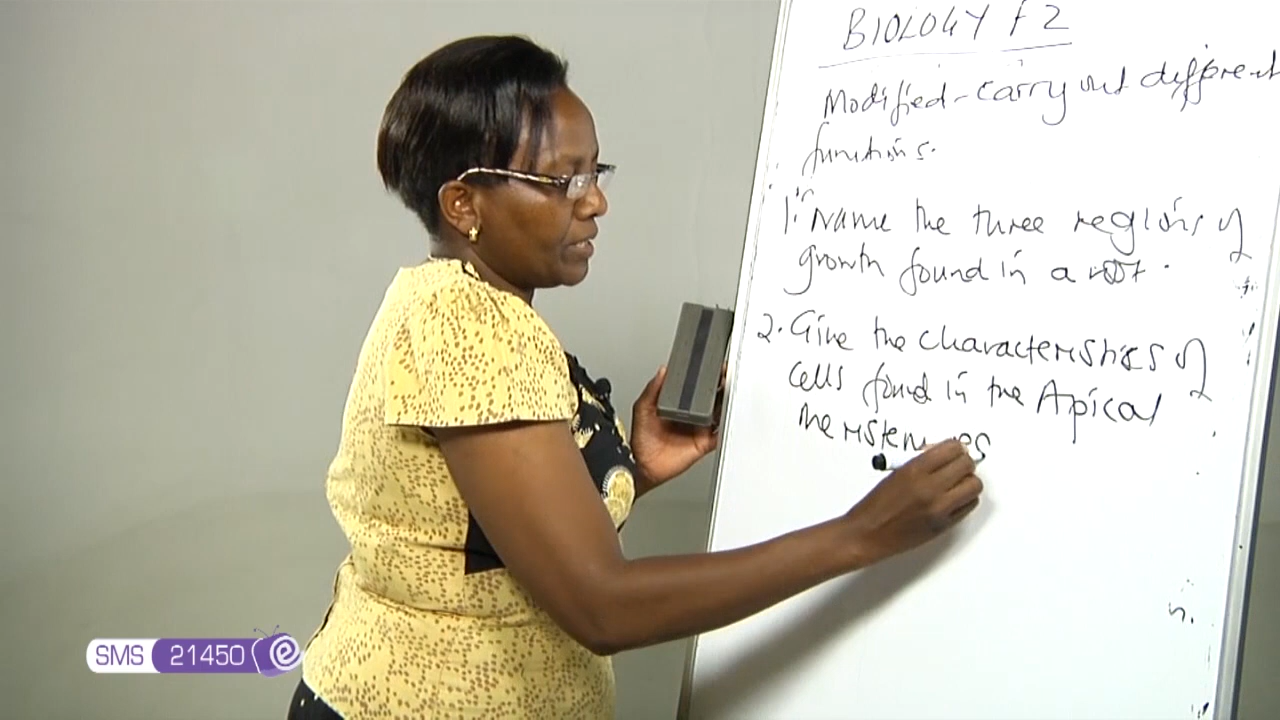 BIOLOGY F2
Modified - carry out different
functions.
1. Name the three regions of
growth found in a root.
2. Give the characteristics of
cells found in the Apical
SMS 21450